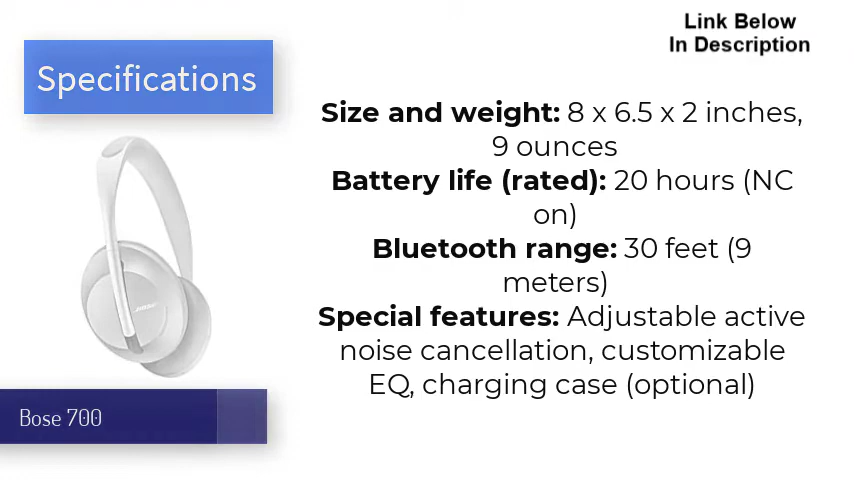 Link Below
In Description
Specifications
Size and weight: 8 x 6.5 x 2 inches,
9 ounces
Battery life (rated): 20 hours (NC
on)
Bluetooth range: 30 feet (9
meters)
Special features: Adjustable active
noise cancellation, customizable
EQ, charging case (optional)
Bose 700